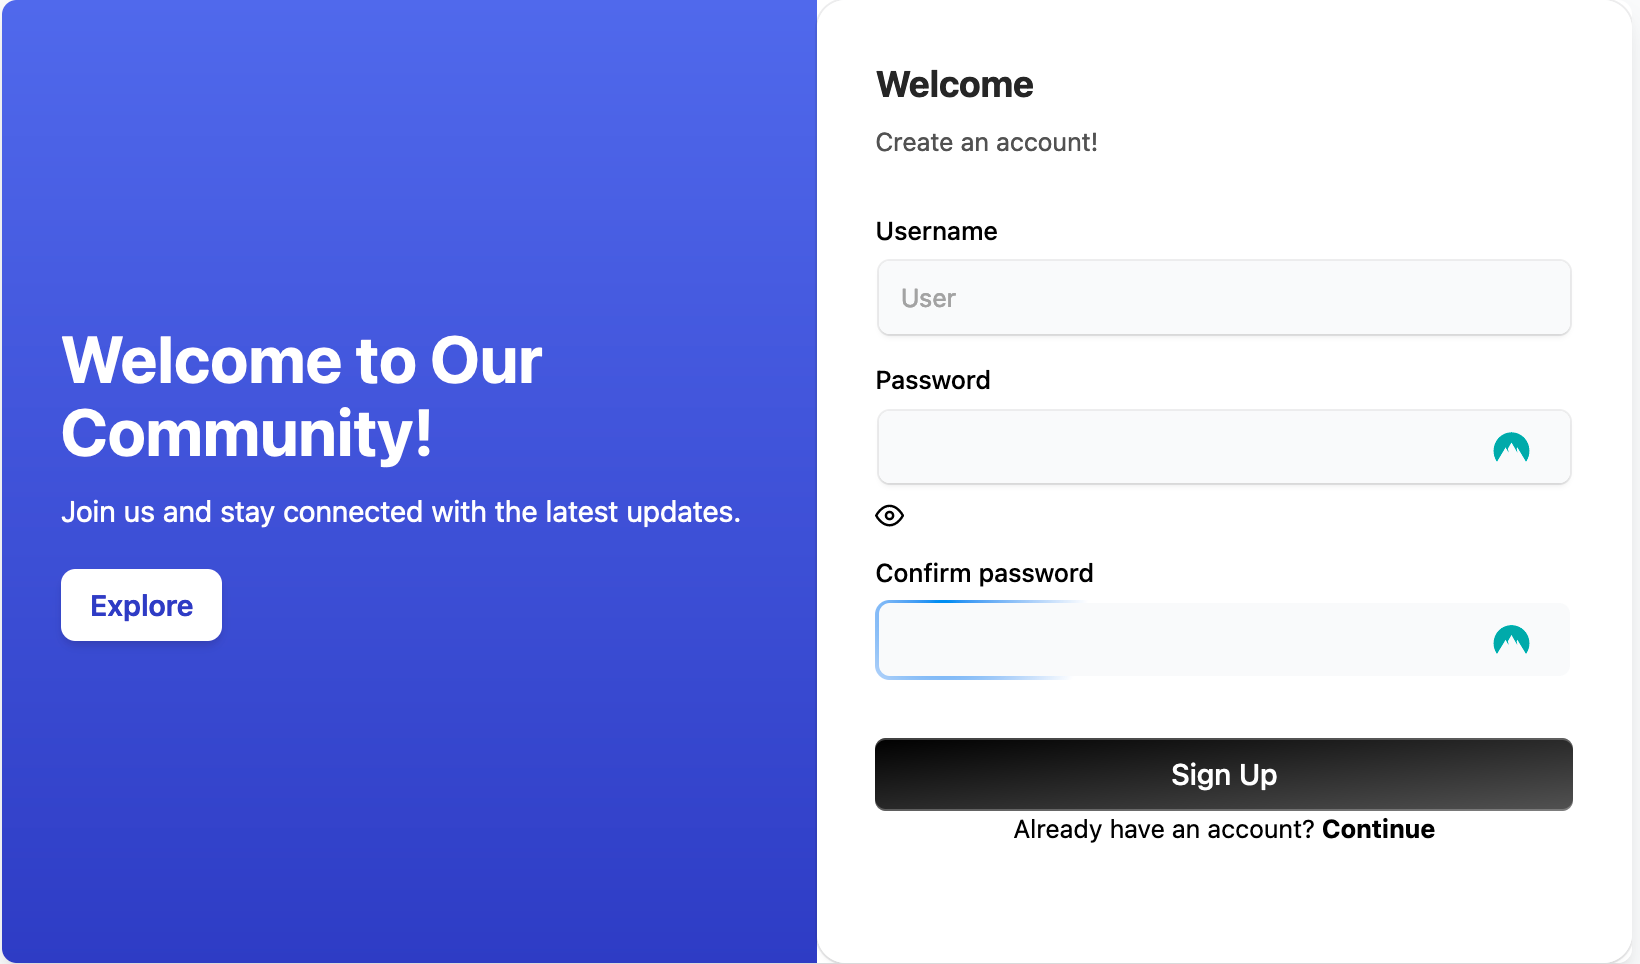 Welcome to Our
Community!
Join us and stay connected with the latest updates.
Explore
Welcome
Create an account!
Username
User
Password
Confirm password
Sign Up
Already have an account? Continue